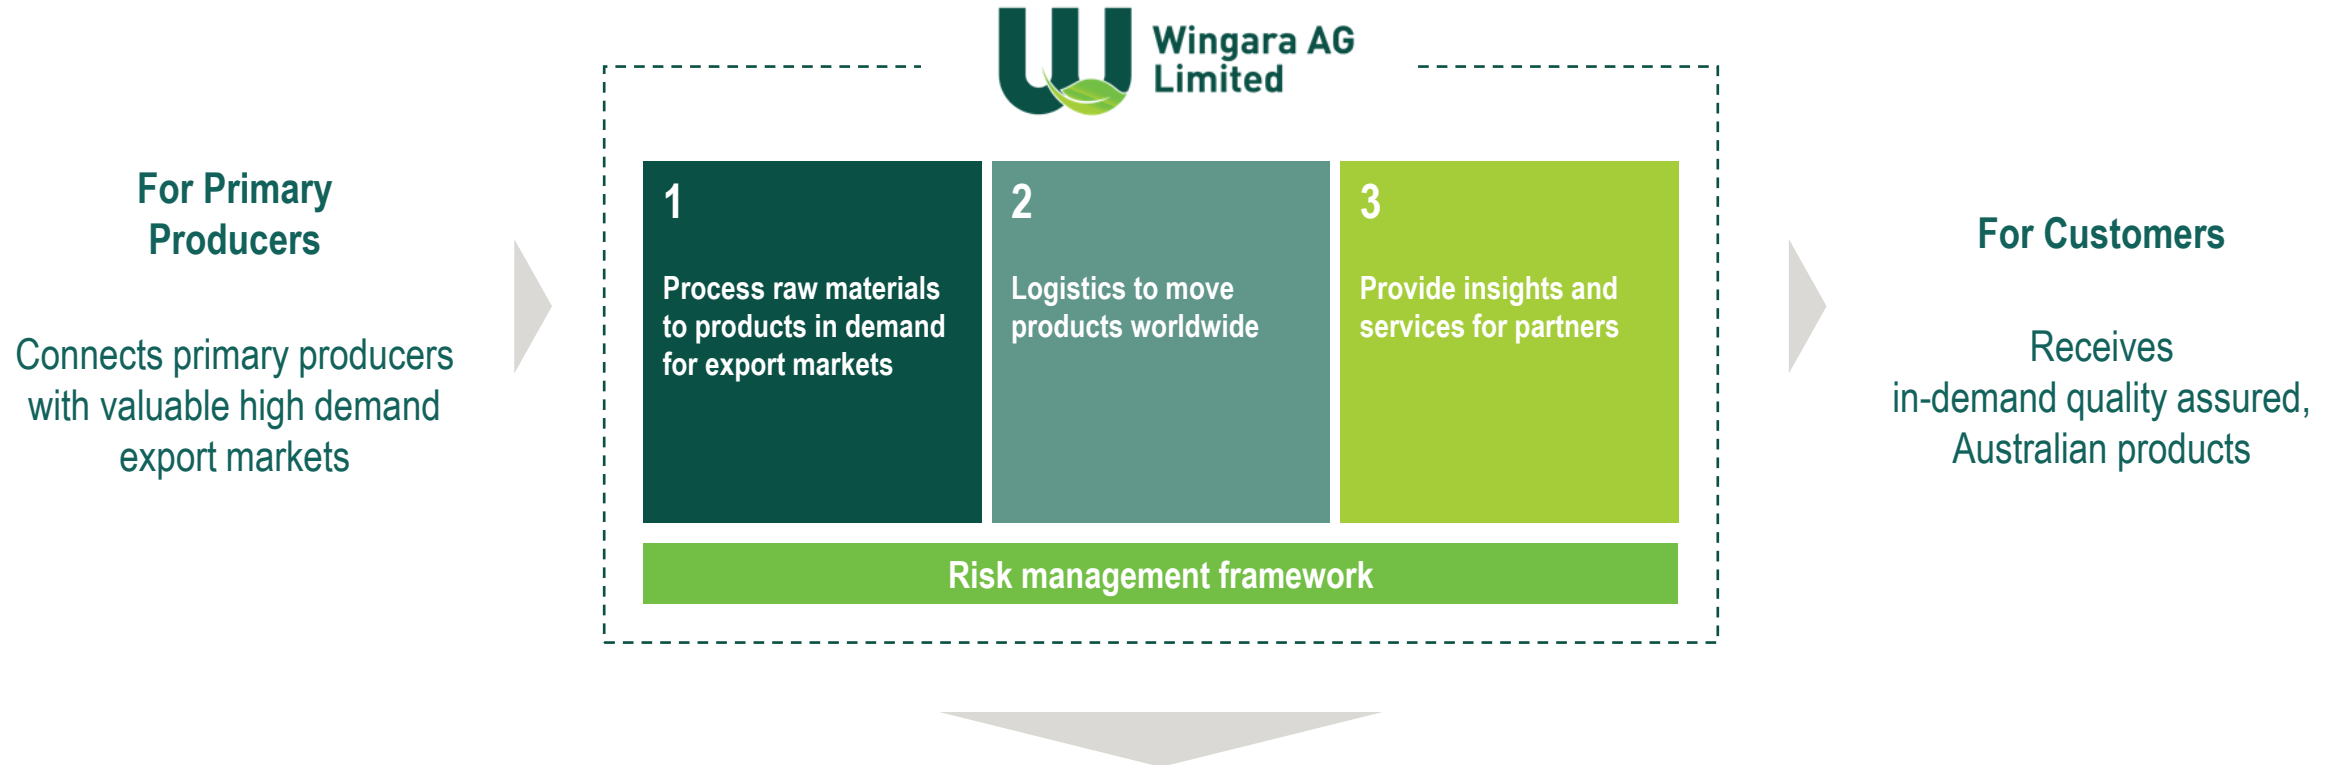 Wingara AG
Limited
For Primary
Producers
Connects primary producers
with valuable high demand
export markets
1
Process raw materials
to products in demand
for export markets
2
Logistics to move
products worldwide
3
Provide insights and
services for partners
Risk management framework
For Customers
Receives
in-demand quality assured,
Australian products